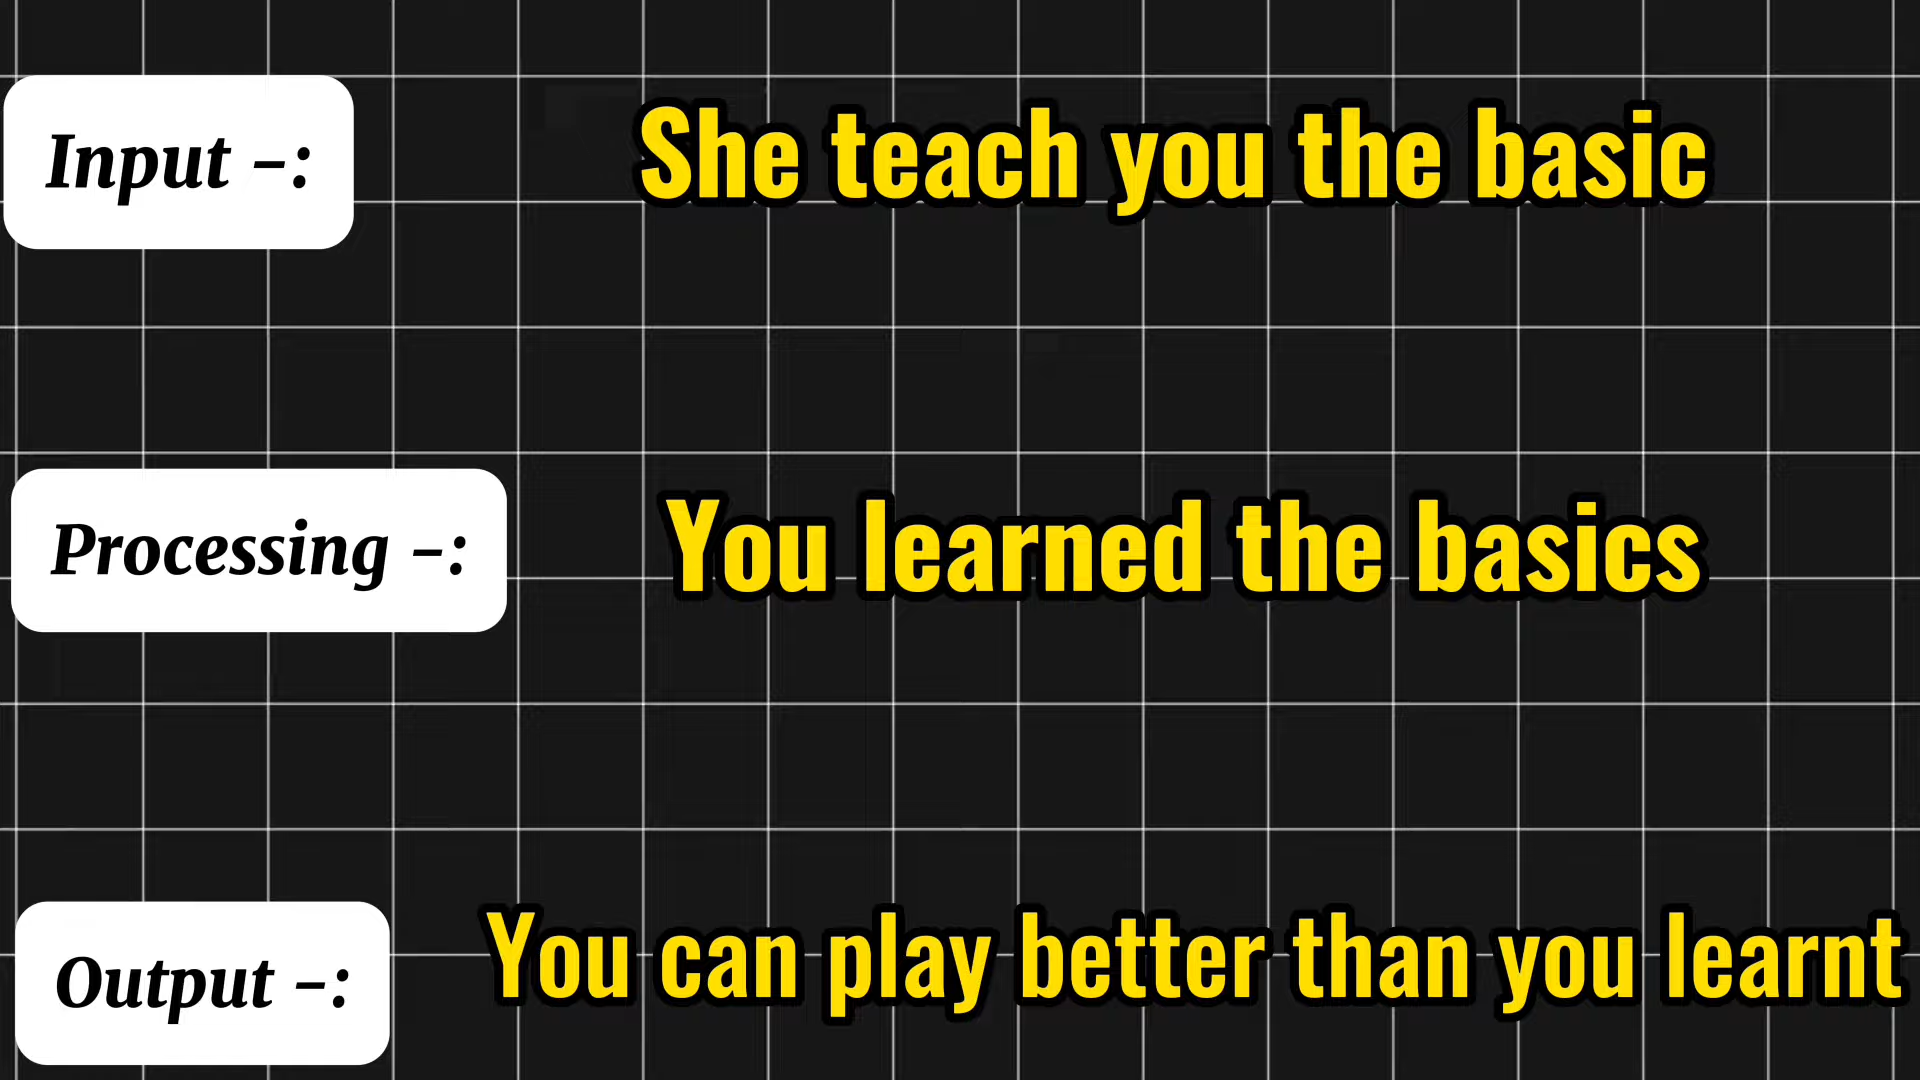 Input -: She teach you the basic
Processing -: You learned the basics
Output -: You can play better than you learnt